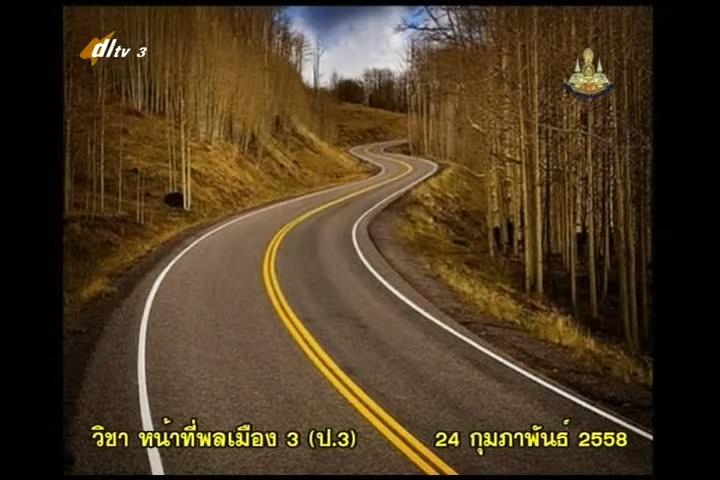 dltv 3
วิชา หน้าที่พลเมือง 3 (ป.3) 24 กุมภาพันธ์ 2558